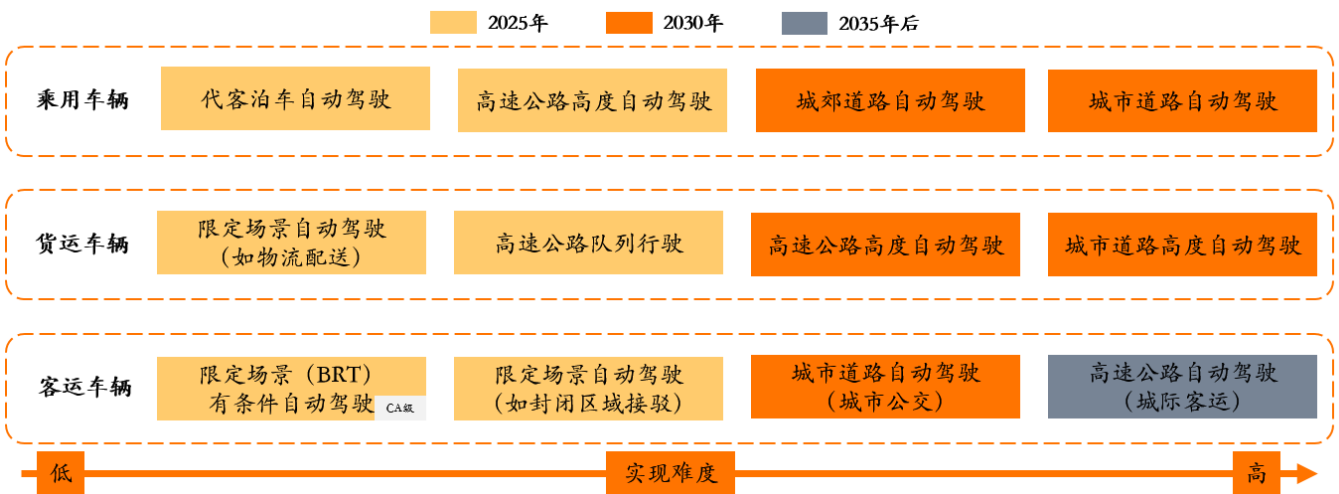 2025年
2030年
2035年后
乘用车辆
代客泊车自动驾驶
高速公路高度自动驾驶
城郊道路自动驾驶
城市道路自动驾驶
货运车辆
限定场景自动驾驶
（如物流配送）
高速公路队列行驶
高速公路高度自动驾驶
城市道路高度自动驾驶
客运车辆
限定场景（BRT）
有条件自动驾驶
CA级
限定场景自动驾驶
（如封闭区域接驳）
城市道路自动驾驶
（城市公交）
高速公路自动驾驶
（城际客运）
低
实现难度
高